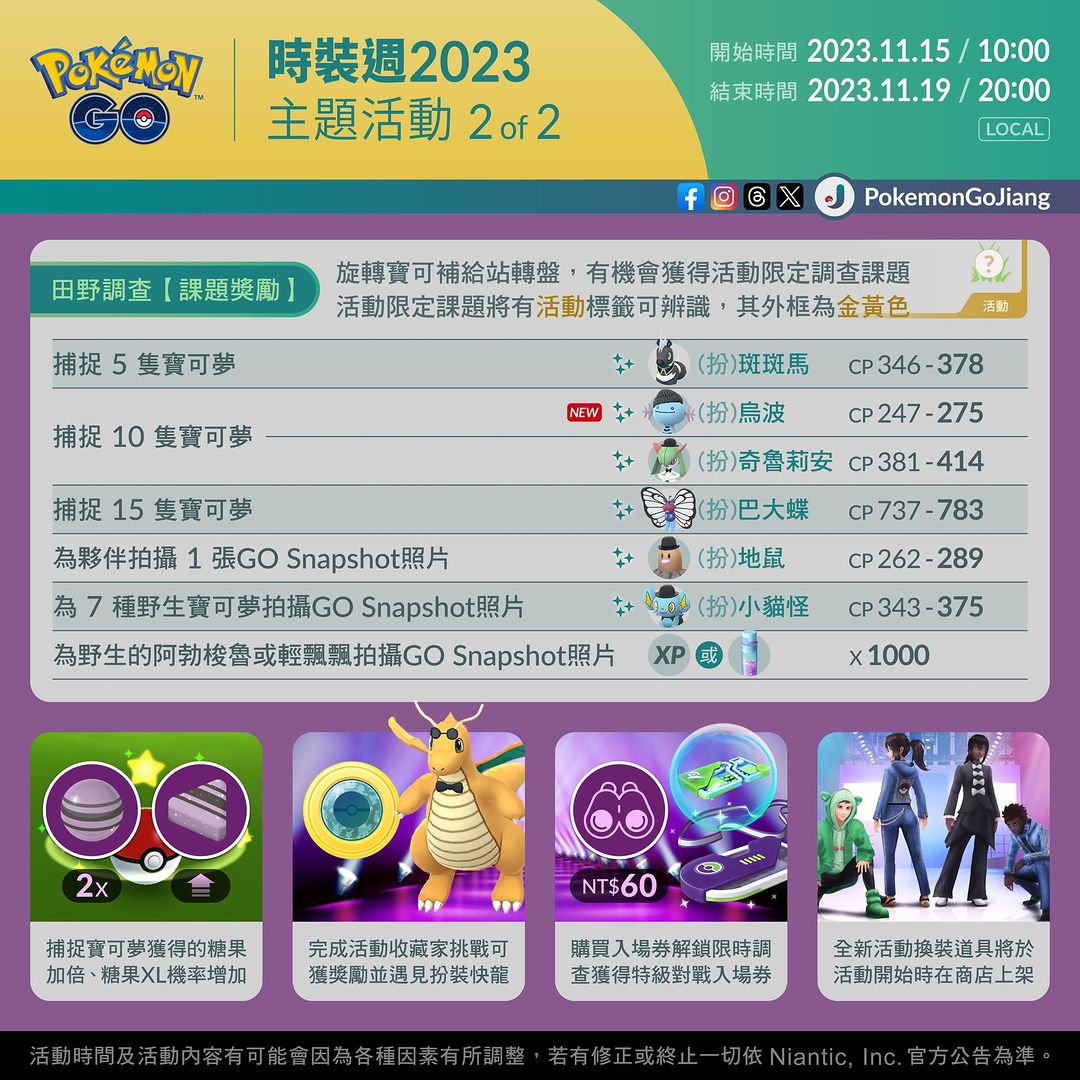 POKÉMON GO™
時裝週2023
主題活動 2 of 2
開始時間 2023.11.15 / 10:00
結束時間 2023.11.19 / 20:00
LOCAL
PokemonGoJiang
田野調查【課題獎勵】
旋轉寶可補給站轉盤，有機會獲得活動限定調查課題
活動限定課題將有活動標籤可辨識，其外框為金黃色
?
活動
捕捉 5 隻寶可夢 (扮)斑斑馬 CP 346 - 378
捕捉 10 隻寶可夢
NEW (扮)烏波 CP 247 - 275
(扮)奇魯莉安 CP 381 - 414
捕捉 15 隻寶可夢 (扮)巴大蝶 CP 737 - 783
為夥伴拍攝 1 張GO Snapshot照片 (扮)地鼠 CP 262 - 289
為 7 種野生寶可夢拍攝GO Snapshot照片 (扮)小貓怪 CP 343 - 375
為野生的阿勃梭魯或輕飄飄拍攝GO Snapshot照片 XP 或 x 1000
2x
捕捉寶可夢獲得的糖果
加倍、糖果XL機率增加
完成活動收藏家挑戰可
獲獎勵並遇見扮裝快龍
NT$60
購買入場券解鎖限時調
查獲得特級對戰入場券
全新活動換裝道具將於
活動開始時在商店上架
活動時間及活動內容有可能會因為各種因素有所調整，若有修正或終止一切依 Niantic, Inc. 官方公告為準。